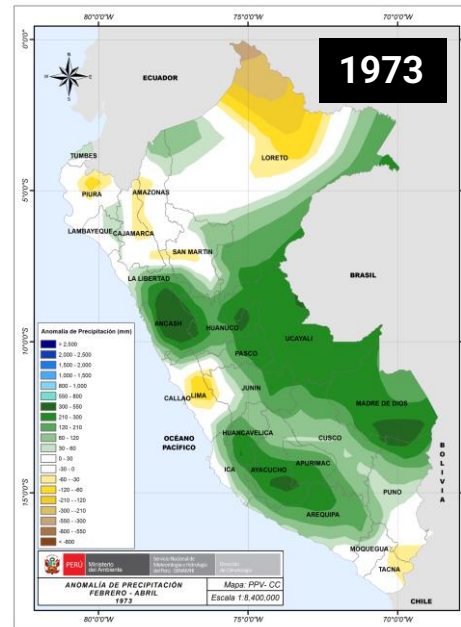 80°0'0"W 75°0'0"W 70°0'0"W
0°0'0"
5°0'0"S
10°0'0"S
15°0'0"S
1973
N
S
ECUADOR
TUMBES
PIURA
LORETO
AMAZONAS
LAMBAYEQUE
CAJAMARCA
SAN MARTIN
BRASIL
LA LIBERTAD
ANCASH
HUANUCO
UCAYALI
PASCO
JUNIN
CALLAO
LIMA
MADRE DE DIOS
HUANCAVELICA
CUSCO
OCÉANO
PACÍFICO
ICA
AYACUCHO
APURIMAC
PUNO
AREQUIPA
MOQUEGUA
TACNA
BOLIVIA
CHILE
Anomalía de Precipitación (mm)
> 2,500
2,000 - 2,500
1,500 - 2,000
1,000 - 1,500
800 - 1,000
550 - 800
300 - 550
210 - 300
120 - 210
60 - 120
30 - 60
0 - 30
-30 - 0
-60 - -30
-120 - -60
-210 - -120
-300 - -210
-550 - -300
-800 - -550
< -800
PERÚ
Ministerio
del Ambiente
ANOMALÍA DE PRECIPITACIÓN
FEBRERO - ABRIL
1973
Mapa: PPV- CC
Escala 1:8,400,000
80°0'0"W 75°0'0"W 70°0'0"W